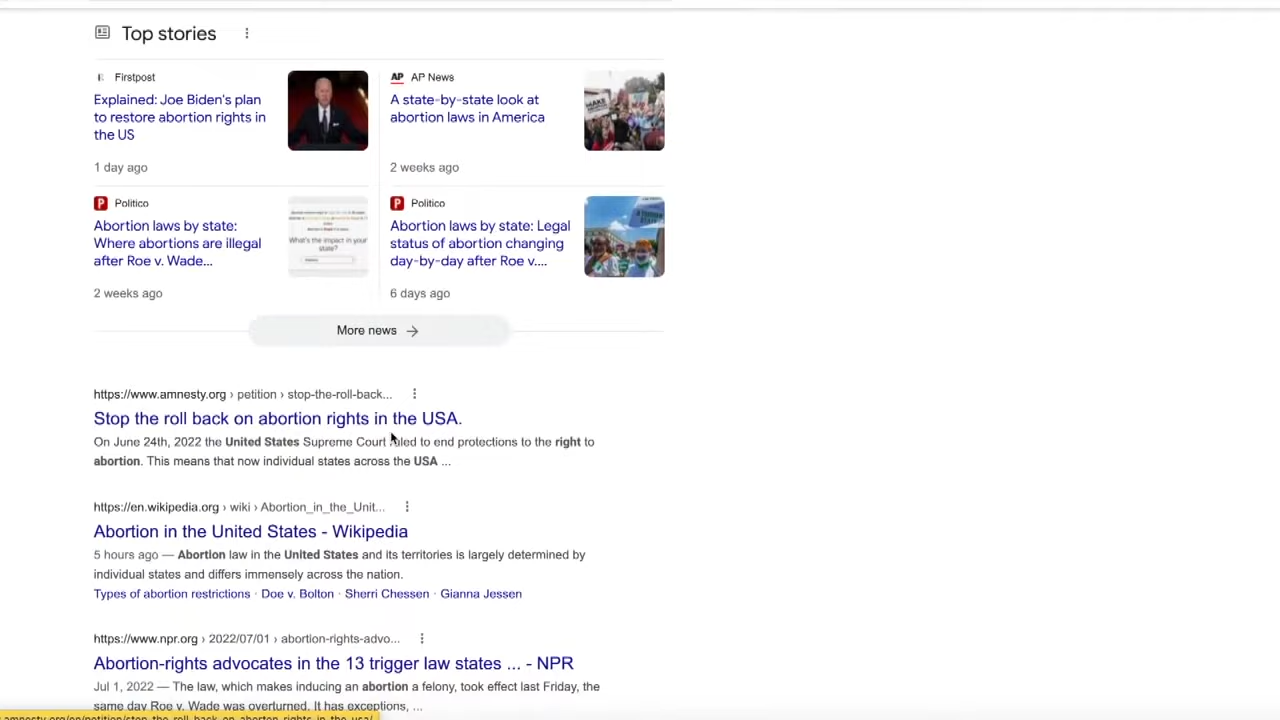 Top stories
Firstpost
Explained: Joe Biden's plan
to restore abortion rights in
the US
1 day ago
AP AP News
A state-by-state look at
abortion laws in America
2 weeks ago
P Politico
Abortion laws by state:
Where abortions are illegal
after Roe v. Wade...
What's the impact in your
state?
2 weeks ago
P Politico
Abortion laws by state: Legal
status of abortion changing
day-by-day after Roe v....
6 days ago
More news →
https://www.amnesty.org › petition › stop-the-roll-back...
Stop the roll back on abortion rights in the USA.
On June 24th, 2022 the United States Supreme Court ruled to end protections to the right to
abortion. This means that now individual states across the USA ...
https://en.wikipedia.org › wiki › Abortion_in_the_Unit...
Abortion in the United States - Wikipedia
5 hours ago — Abortion law in the United States and its territories is largely determined by
individual states and differs immensely across the nation.
Types of abortion restrictions · Doe v. Bolton · Sherri Chessen · Gianna Jessen
https://www.npr.org › 2022/07/01 › abortion-rights-advo...
Abortion-rights advocates in the 13 trigger law states ... - NPR
Jul 1, 2022 — The law, which makes inducing an abortion a felony, took effect last Friday, the
same day Roe v. Wade was overturned. It has exceptions, ...